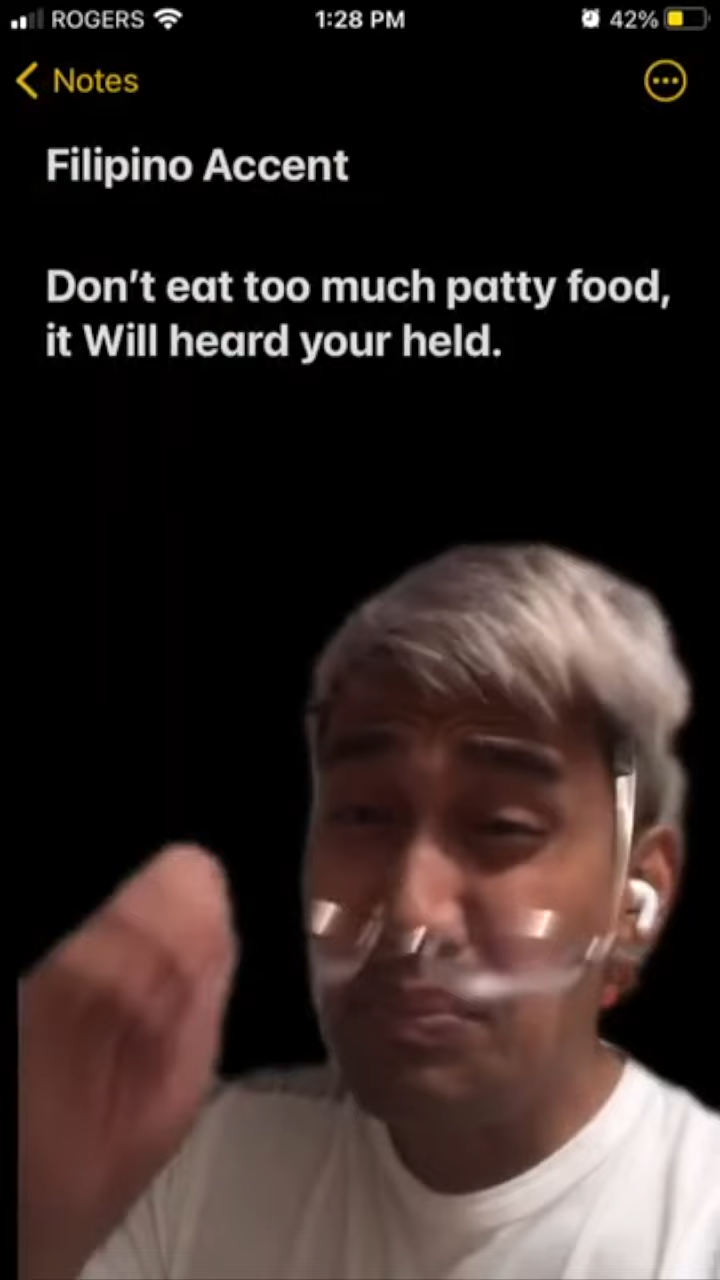 ROGERS 1:28 PM 42%
Notes
Filipino Accent
Don't eat too much patty food,
it Will heard your held.